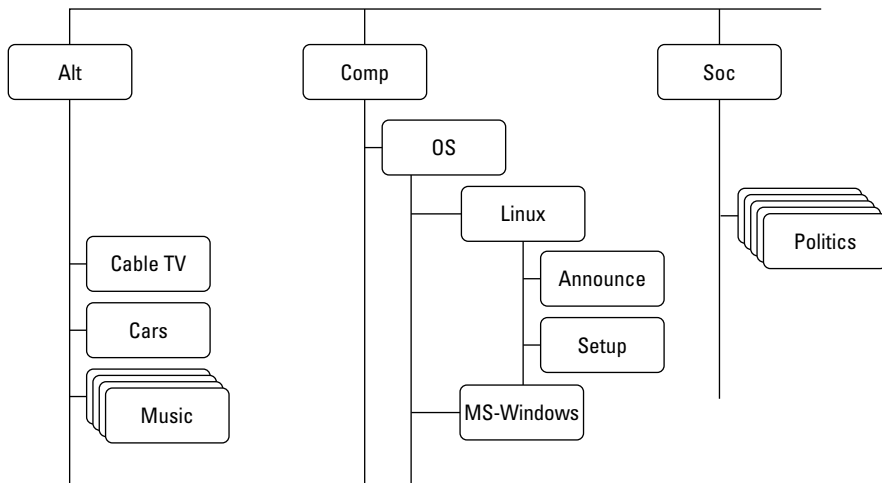 Alt
Comp
Soc
OS
Linux
Politics
Cable TV
Announce
Cars
Setup
Music
MS-Windows